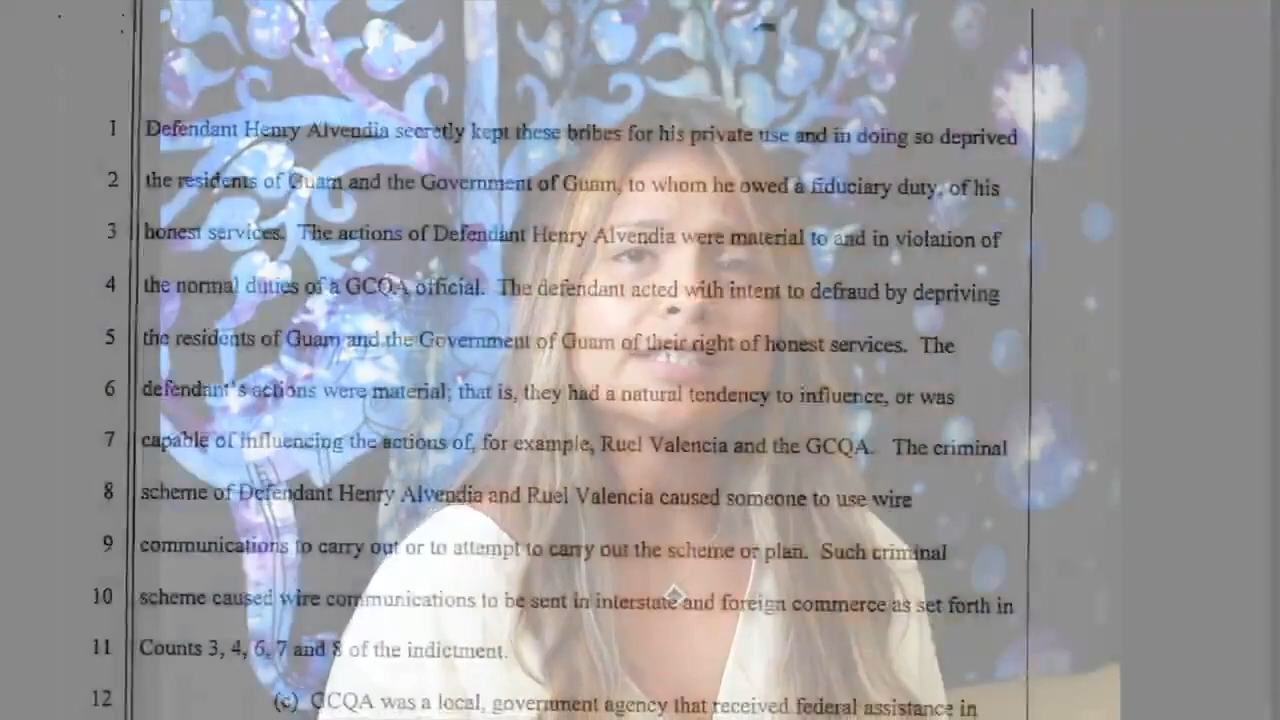 1 Defendant Henry Alvendia secretly kept these bribes for his private use and in doing so deprived
2 the residents of Guam and the Government of Guam, to whom he owed a fiduciary duty, of his
3 honest services. The actions of Defendant Henry Alvendia were material to and in violation of
4 the normal duties of a GCQA official. The defendant acted with intent to defraud by depriving
5 the residents of Guam and the Government of Guam of their right of honest services. The
6 defendant's actions were material; that is, they had a natural tendency to influence, or was
7 capable of influencing the actions of, for example, Ruel Valencia and the GCQA. The criminal
8 scheme of Defendant Henry Alvendia and Ruel Valencia caused someone to use wire
9 communications to carry out or to attempt to carry out the scheme or plan. Such criminal
10 scheme caused wire communications to be sent in interstate and foreign commerce as set forth in
11 Counts 3, 4, 6, 7 and 8 of the indictment.
12 (c) GCQA was a local, government agency that received federal assistance in